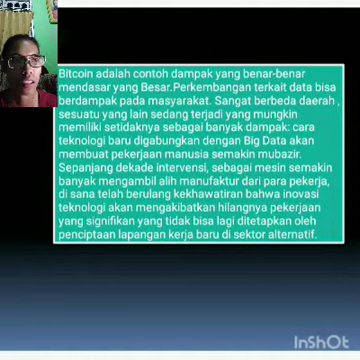 Bitcoin adalah contoh dampak yang benar-benar
mendasar yang Besar.Perkembangan terkait data bisa
berdampak pada masyarakat. Sangat berbeda daerah ,
sesuatu yang lain sedang terjadi yang mungkin
memiliki setidaknya sebagai banyak dampak: cara
teknologi baru digabungkan dengan Big Data akan
membuat pekerjaan manusia semakin mubazir.
Sepanjang dekade intervensi, sebagai mesin semakin
banyak mengambil alih manufaktur dari para pekerja,
di sana telah berulang kekhawatiran bahwa inovasi
teknologi akan mengakibatkan hilangnya pekerjaan
yang signifikan yang tidak bisa lagi ditetapkan oleh
penciptaan lapangan kerja baru di sektor alternatif.
InShOt